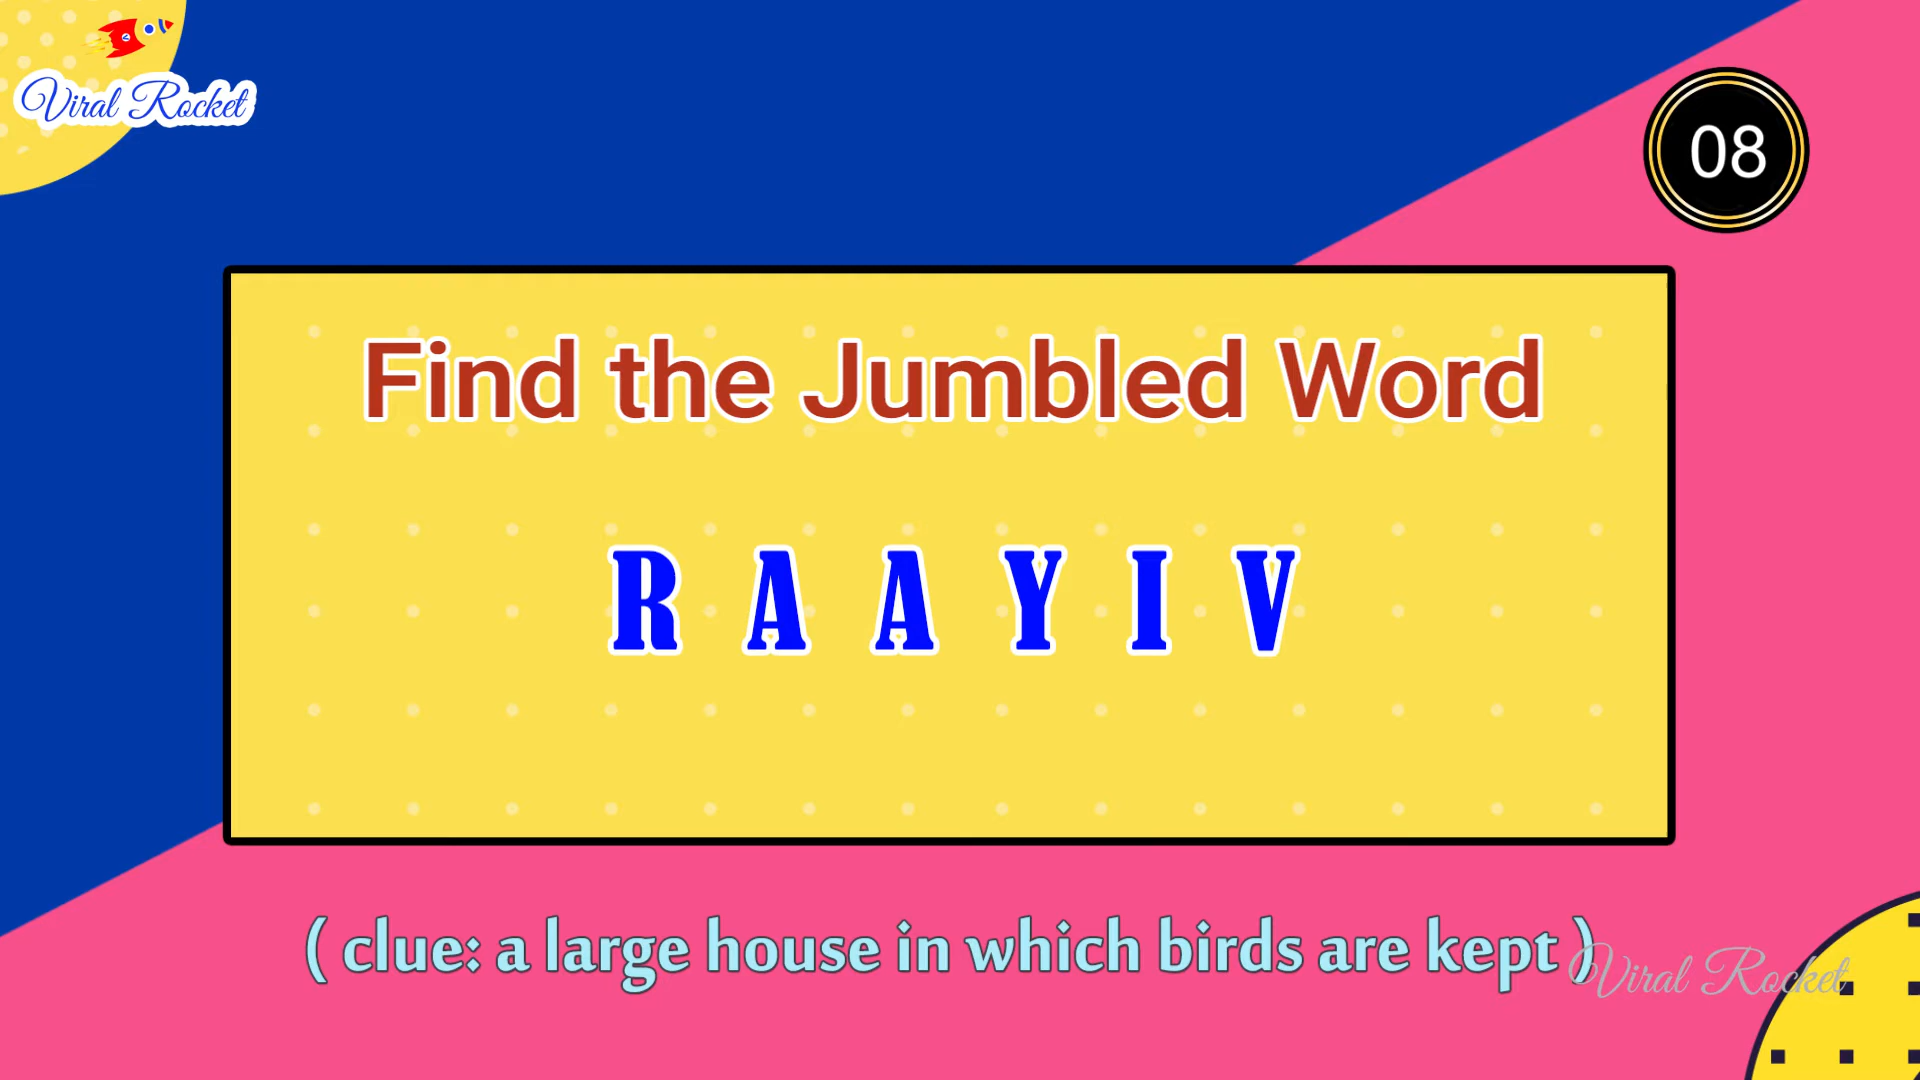 Viral Rocket
08
Find the Jumbled Word
R A A Y I V
( clue: a large house in which birds are kept )
Viral Rocket